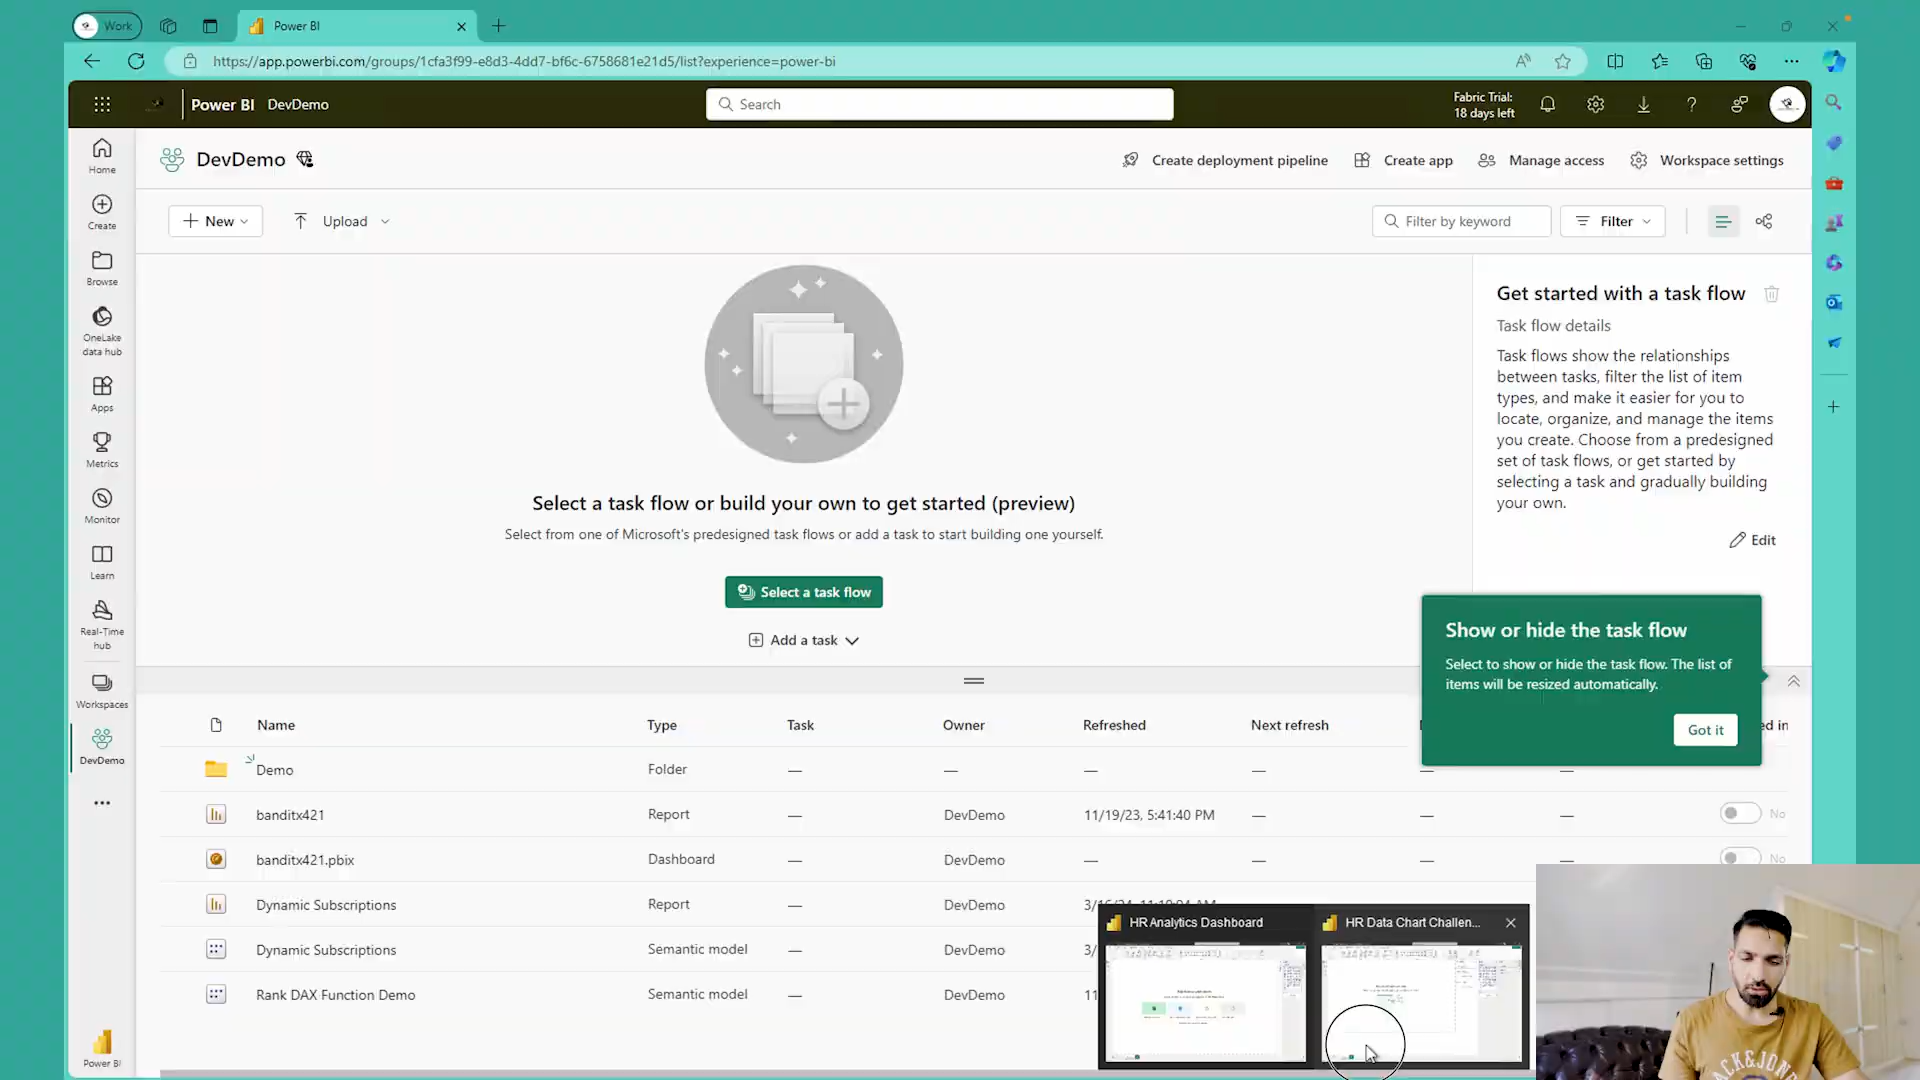 Work
Power BI
https://app.powerbi.com/groups/1cfa3f99-e8d3-4dd7-bf6c-6758681e21d5/list?experience=power-bi
Power BI DevDemo
Search
Fabric Trial:
18 days left
Home
Create
Browse
OneLake
data hub
Apps
Metrics
Monitor
Learn
Real-Time
hub
Workspaces
DevDemo
Power BI
DevDemo
Create deployment pipeline
Create app
Manage access
Workspace settings
New
Upload
Filter by keyword
Filter
Select a task flow or build your own to get started (preview)
Select from one of Microsoft's predesigned task flows or add a task to start building one yourself.
Select a task flow
Add a task
Get started with a task flow
Task flow details
Task flows show the relationships
between tasks, filter the list of item
types, and make it easier for you to
locate, organize, and manage the items
you create. Choose from a predesigned
set of task flows, or get started by
selecting a task and gradually building
your own.
Edit
Show or hide the task flow
Select to show or hide the task flow. The list of
items will be resized automatically.
Got it
Name Type Task Owner Refreshed Next refresh
Demo Folder — — — — — —
banditx421 Report — DevDemo 11/19/23, 5:41:40 PM — — — No
banditx421.pbix Dashboard — DevDemo — — — — No
Dynamic Subscriptions Report — DevDemo
Dynamic Subscriptions Semantic model — DevDemo 3/
Rank DAX Function Demo Semantic model — DevDemo 11
HR Analytics Dashboard
HR Data Chart Challen...